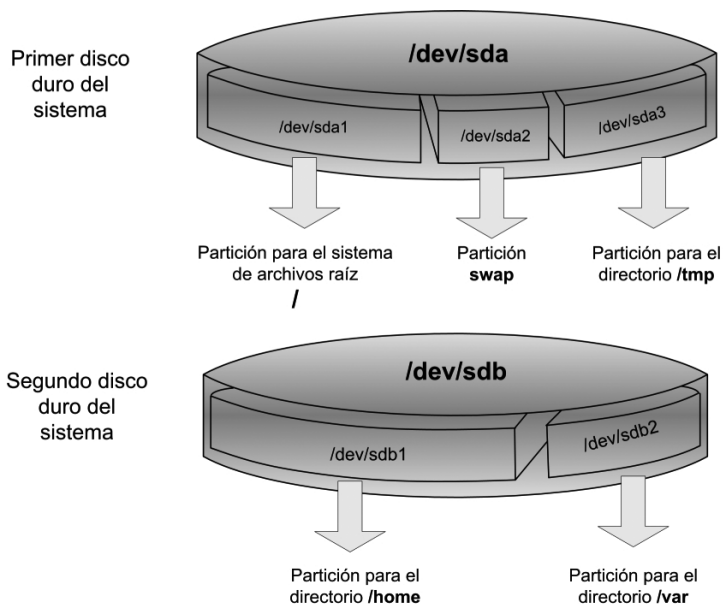 Primer disco
duro del
sistema
/dev/sda
/dev/sda1
/dev/sda2
/dev/sda3
Partición para el sistema
de archivos raíz
/
Partición
swap
Partición para el
directorio /tmp
Segundo disco
duro del
sistema
/dev/sdb
/dev/sdb1
/dev/sdb2
Partición para el
directorio /home
Partición para el
directorio /var